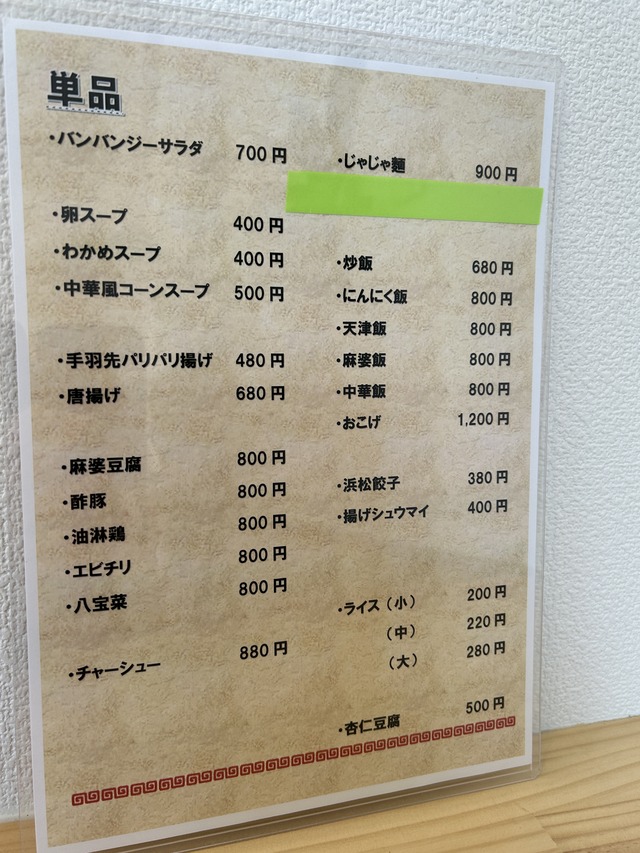 単品
・バンバンジーサラダ 700円
・卵スープ 400円
・わかめスープ 400円
・中華風コーンスープ 500円
・手羽先パリパリ揚げ 480円
・唐揚げ 680円
・麻婆豆腐 800円
・酢豚 800円
・油淋鶏 800円
・エビチリ 800円
・八宝菜 800円
・チャーシュー 880円
・じゃじゃ麺 900円
・炒飯 680円
・にんにく飯 800円
・天津飯 800円
・麻婆飯 800円
・中華飯 800円
・おこげ 1,200円
・浜松餃子 380円
・揚げシュウマイ 400円
・ライス（小） 200円
（中） 220円
（大） 280円
・杏仁豆腐 500円